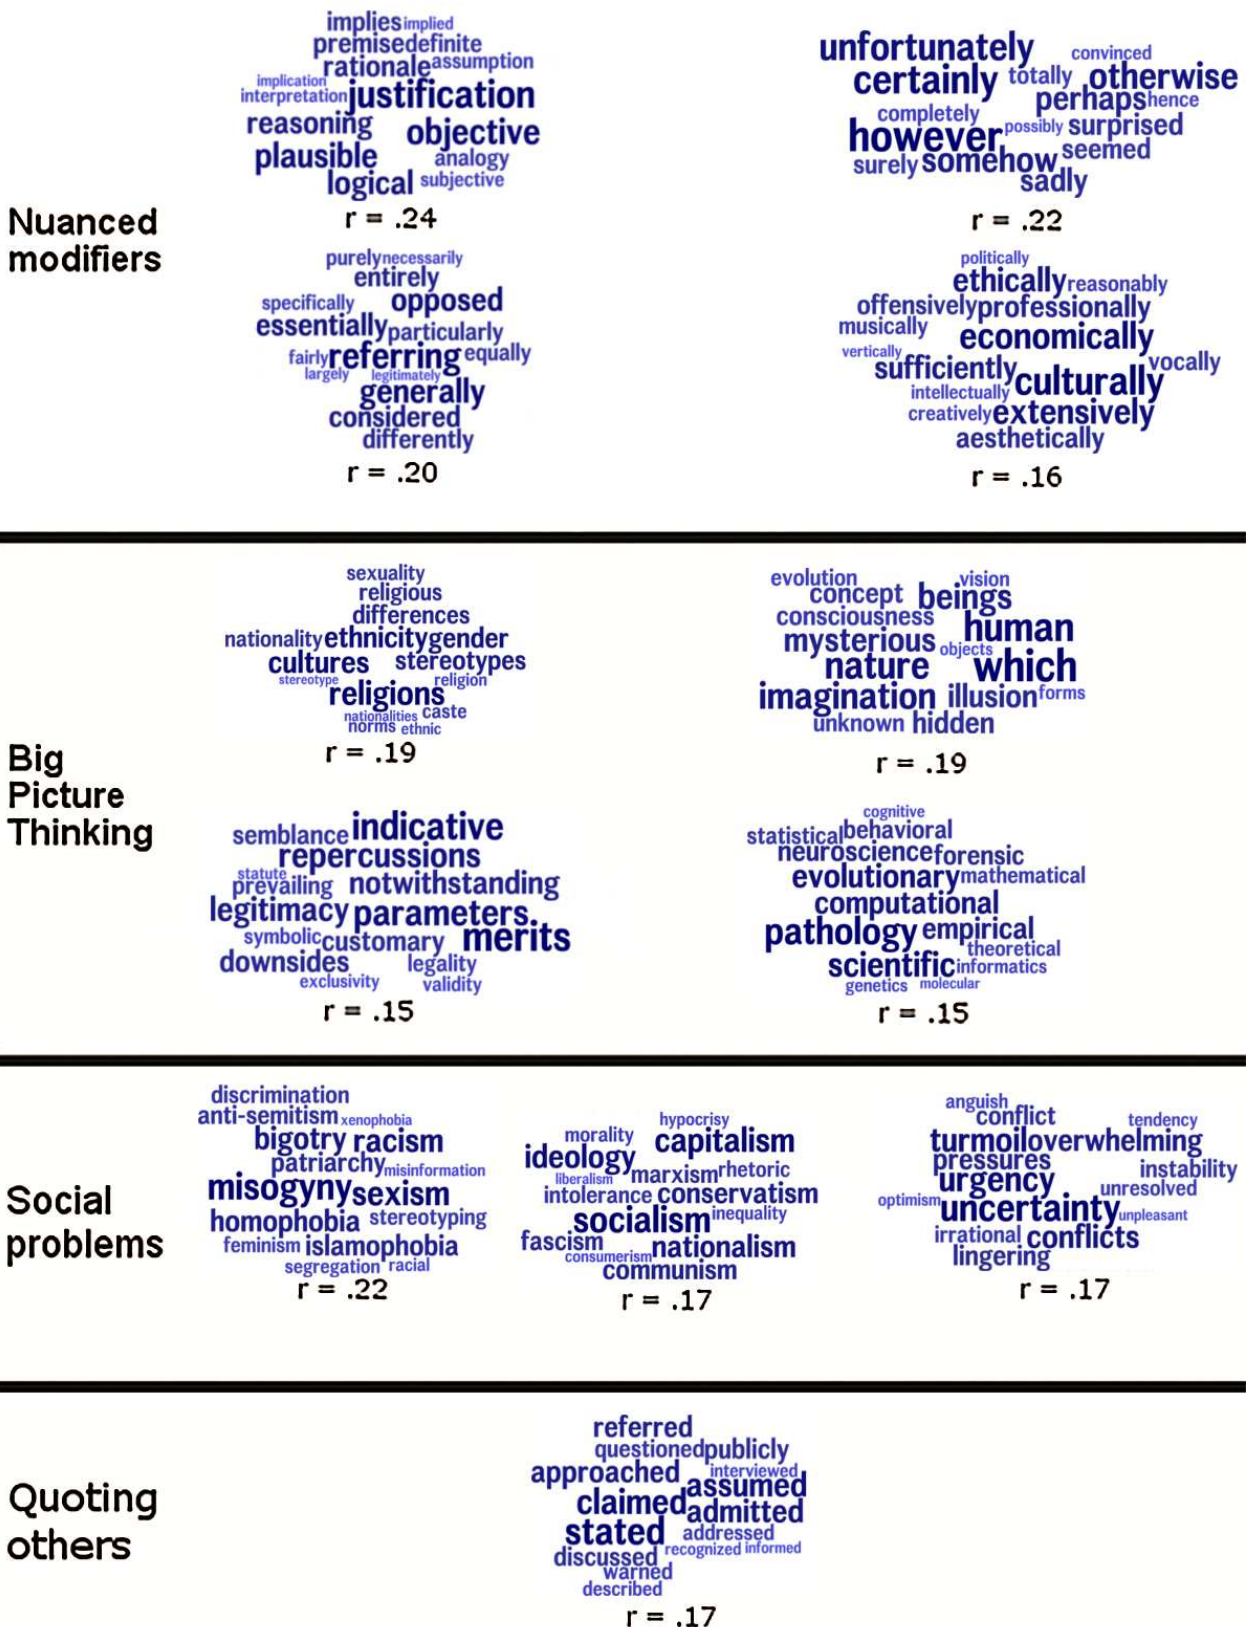 Nuanced
modifiers
implies implied
premise definite
rationale assumption
implication
interpretation justification
reasoning objective
plausible analogy
logical subjective
r = .24
unfortunately convinced
certainly totally otherwise
perhaps hence
completely
however possibly surprised
surely somehow seemed
sadly
r = .22
purely necessarily
entirely
specifically opposed
essentially particularly
fairly referring equally
largely legitimately
generally
considered
differently
r = .20
politically
ethically reasonably
offensively professionally
musically economically
vertically vocally
sufficiently culturally
intellectually
creatively extensively
aesthetically
r = .16
Big
Picture
Thinking
sexuality
religious
differences
nationality ethnicity gender
cultures stereotypes
stereotype religion
religions
nationalities caste
norms ethnic
r = .19
evolution vision
concept beings
consciousness human
mysterious objects
nature which
imagination illusion forms
unknown hidden
r = .19
semblance indicative
repercussions
statute
prevailing notwithstanding
legitimacy parameters
symbolic customary merits
downsides legality
exclusivity validity
r = .15
cognitive
statistical behavioral
neuroscience forensic
evolutionary mathematical
computational
pathology empirical
theoretical
scientific informatics
genetics molecular
r = .15
Social
problems
discrimination
anti-semitism xenophobia
bigotry racism
patriarchy misinformation
misogyny sexism
homophobia stereotyping
feminism islamophobia
segregation racial
r = .22
hypocrisy
morality capitalism
ideology marxism rhetoric
liberalism
intolerance conservatism
socialism inequality
fascism nationalism
consumerism
communism
r = .17
anguish
conflict tendency
turmoil overwhelming
pressures instability
urgency unresolved
optimism uncertainty unpleasant
irrational conflicts
lingering
r = .17
Quoting
others
referred
questioned publicly
approached interviewed
assumed
claimed admitted
stated addressed
discussed recognized informed
warned
described
r = .17